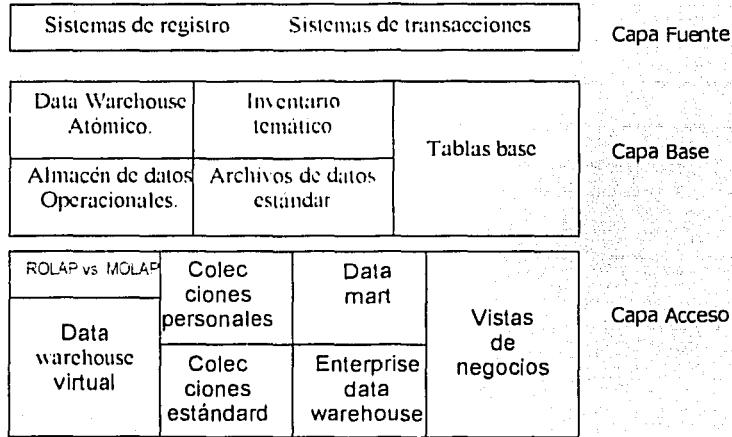 Sistemas de registro Sistemas de transacciones
Capa Fuente
Data Warehouse
Atómico.
Inventario
temático
Almacén de datos
Operacionales.
Archivos de datos
estándar
Tablas base
Capa Base
ROLAP vs MOLAP
Data
warehouse
virtual
Colec
ciones
personales
Colec
ciones
estándard
Data
mart
Enterprise
data
warehouse
Vistas
de
negocios
Capa Acceso